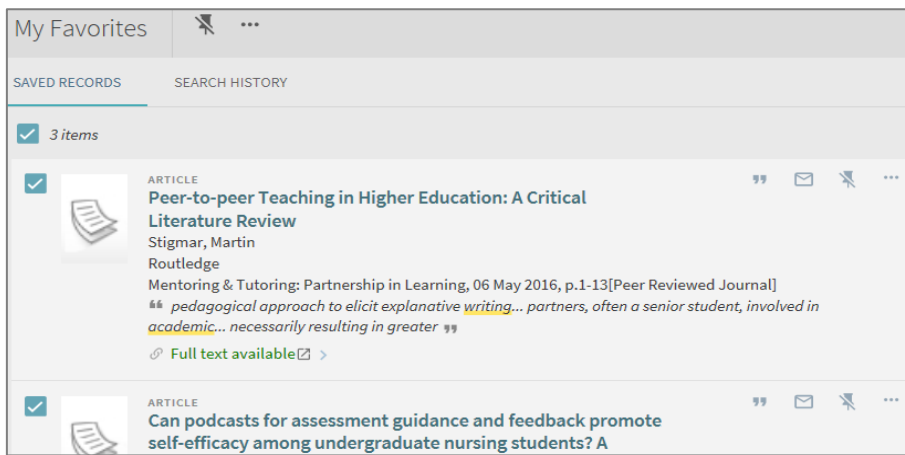 My Favorites
SAVED RECORDS
SEARCH HISTORY
3 items
ARTICLE
Peer-to-peer Teaching in Higher Education: A Critical
Literature Review
Stigmar, Martin
Routledge
Mentoring & Tutoring: Partnership in Learning, 06 May 2016, p.1-13[Peer Reviewed Journal]
❝ pedagogical approach to elicit explanative writing... partners, often a senior student, involved in
academic... necessarily resulting in greater ❞
Full text available
ARTICLE
Can podcasts for assessment guidance and feedback promote
self-efficacy among undergraduate nursing students? A